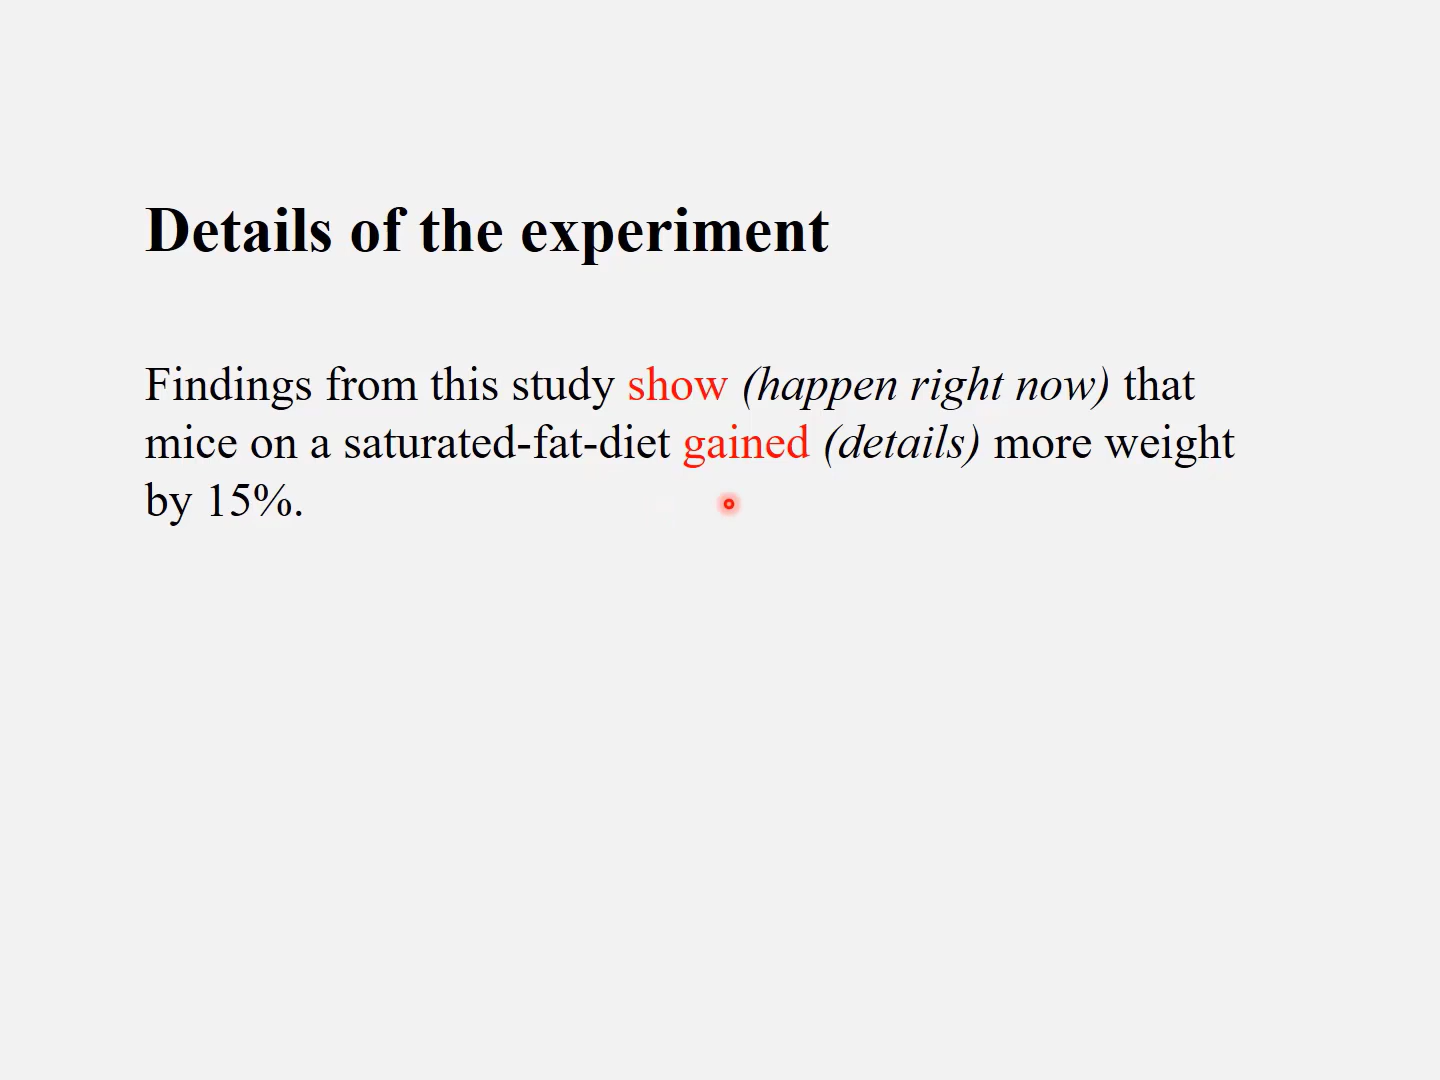 Details of the experiment
Findings from this study show (happen right now) that
mice on a saturated-fat-diet gained (details) more weight
by 15%.